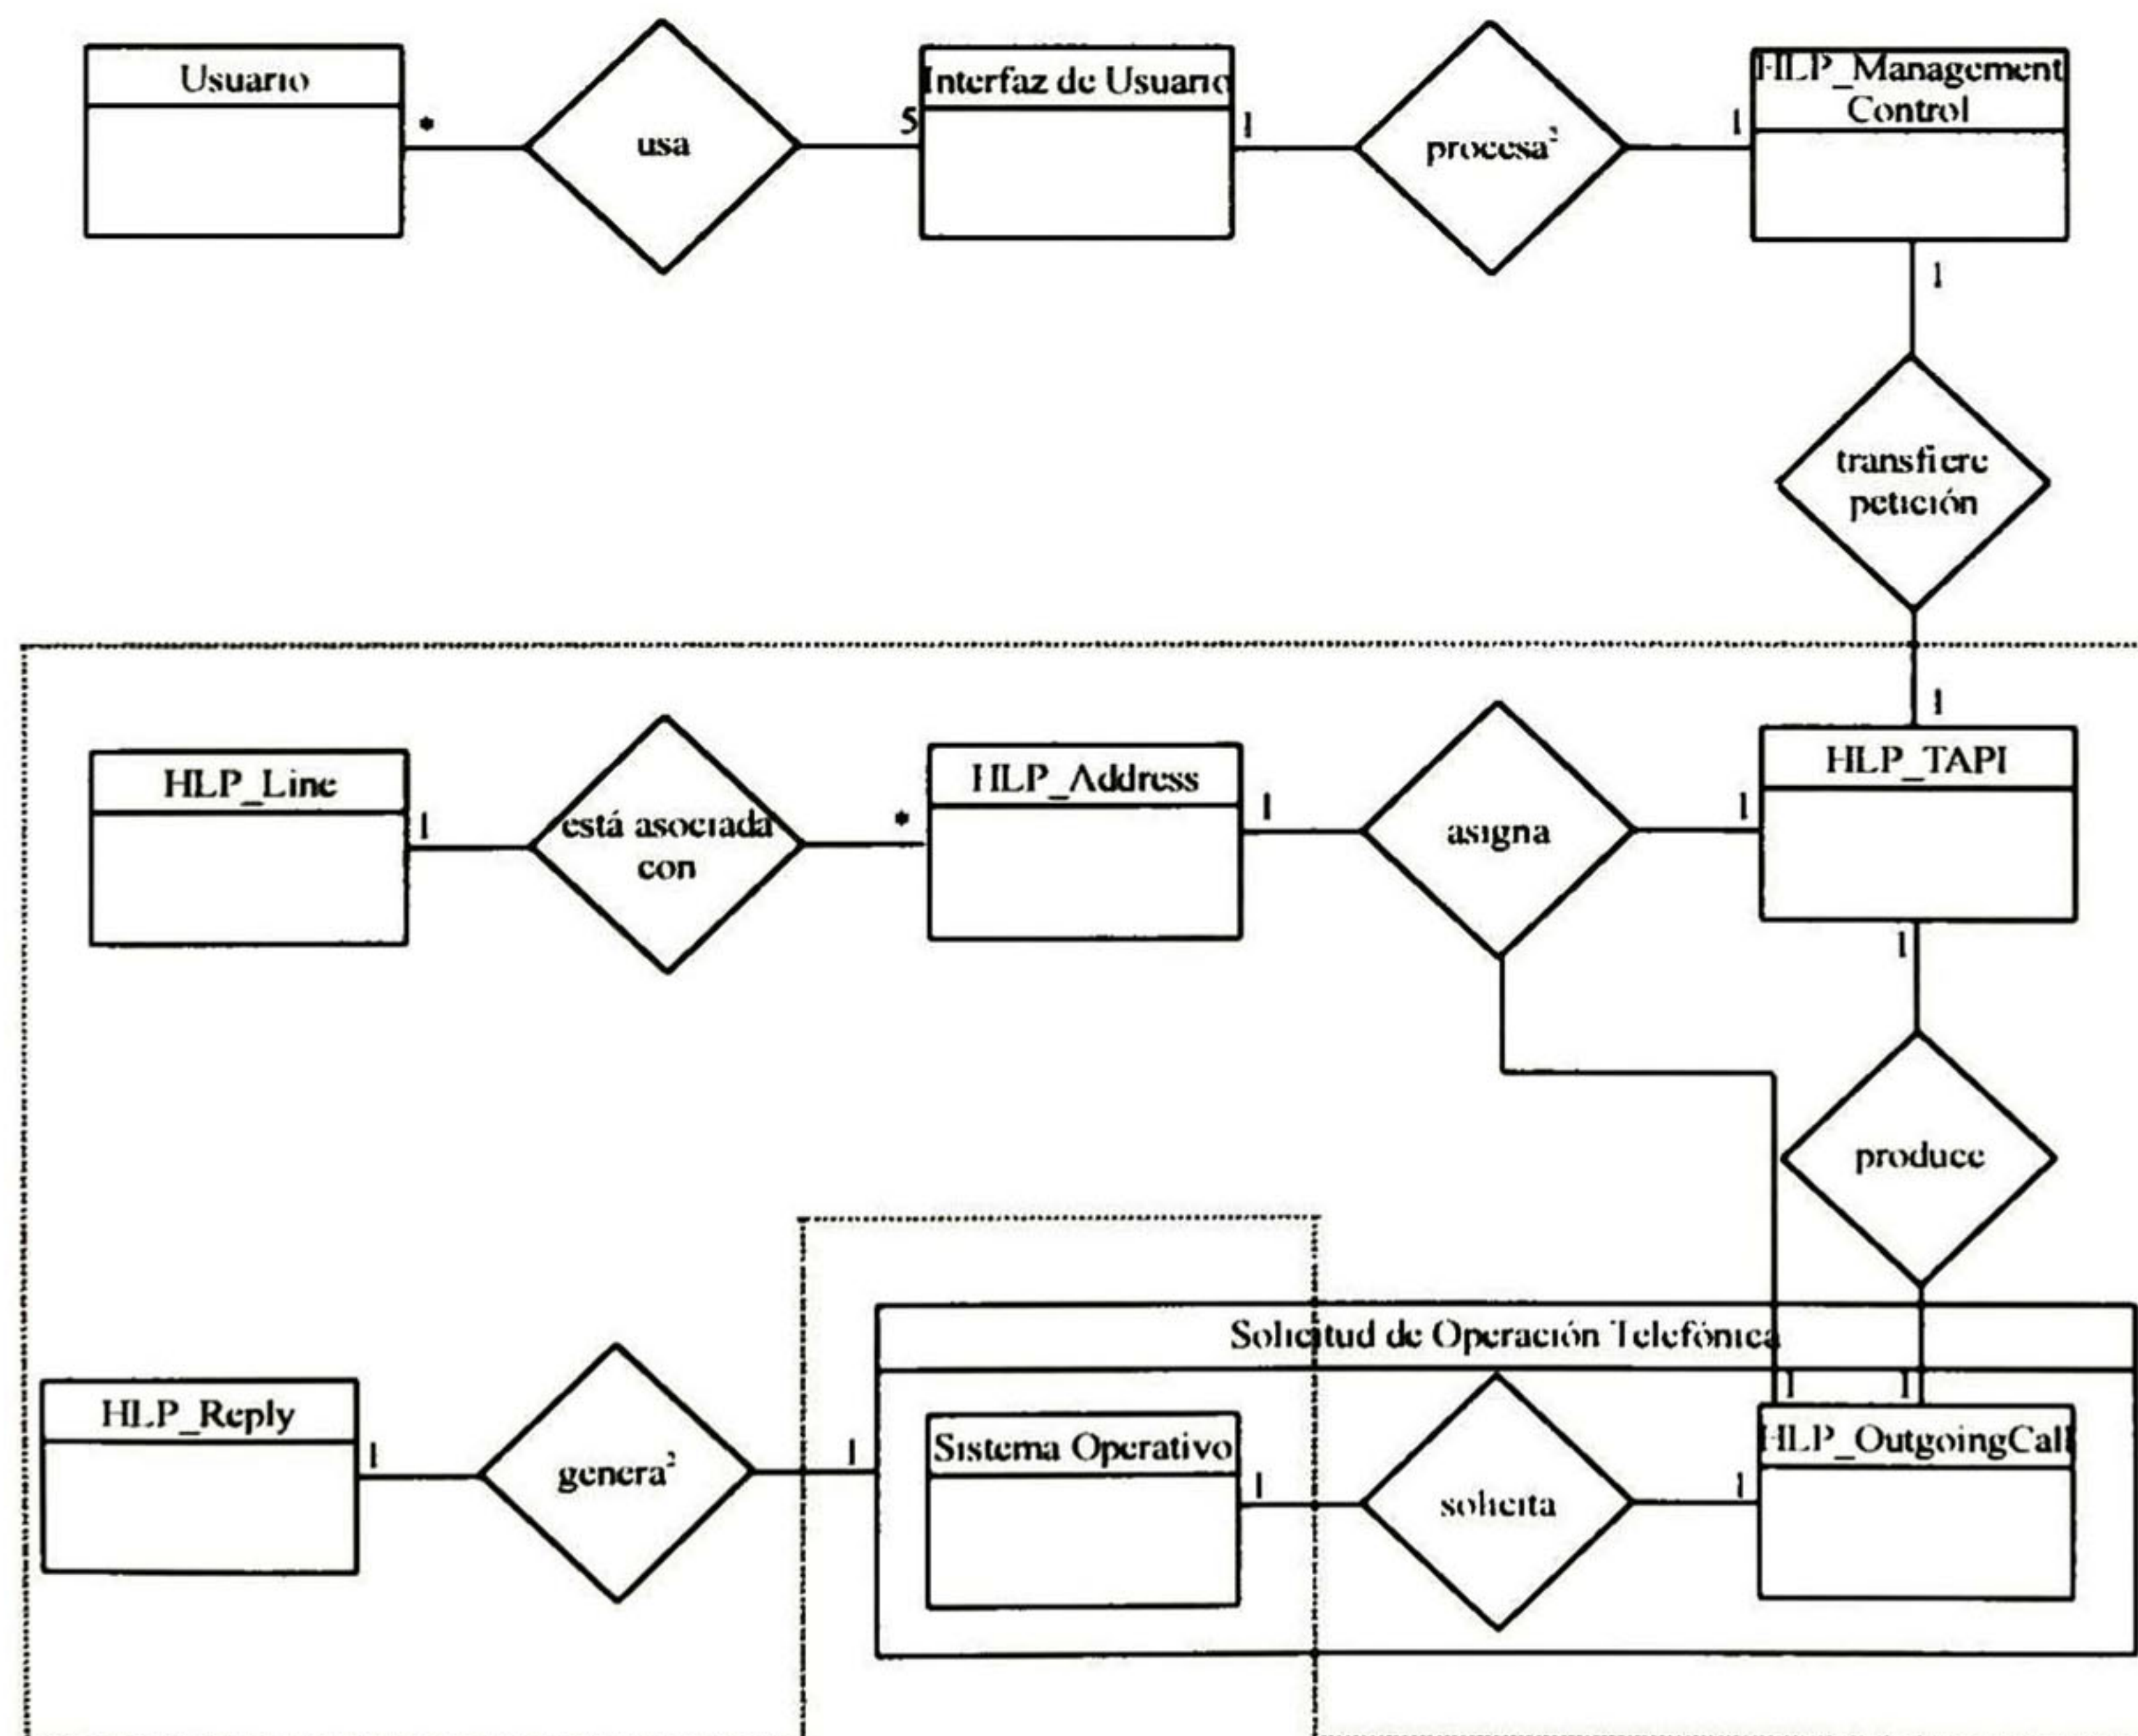 Usuario
usa
Interfaz de Usuario
procesa²
HLP_Management
Control
*
5
1
1
1
transfiere
petición
1
HLP_Line
está asociada
con
HLP_Address
asigna
HLP_TAPI
1
*
1
1
1
produce
Solicitud de Operación Telefónica
1
1
HLP_Reply
genera²
Sistema Operativo
solicita
HLP_OutgoingCall
1
1
1
1